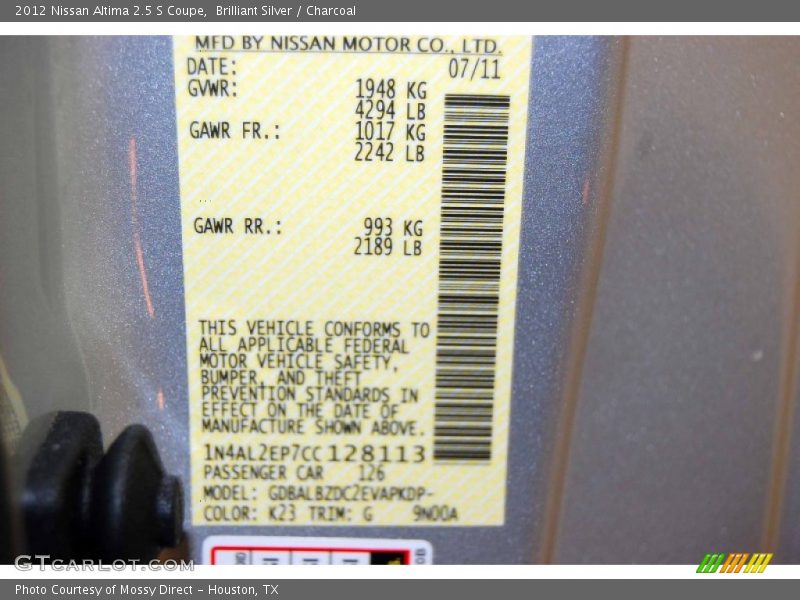 2012 Nissan Altima 2.5 S Coupe, Brilliant Silver / Charcoal
MFD BY NISSAN MOTOR CO., LTD.
DATE: 07/11
GVWR: 1948 KG
4294 LB
GAWR FR.: 1017 KG
2242 LB
GAWR RR.: 993 KG
2189 LB
THIS VEHICLE CONFORMS TO
ALL APPLICABLE FEDERAL
MOTOR VEHICLE SAFETY,
BUMPER, AND THEFT
PREVENTION STANDARDS IN
EFFECT ON THE DATE OF
MANUFACTURE SHOWN ABOVE.
1N4AL2EP7CC128113
PASSENGER CAR 126
MODEL: GDBALBZDC2EVAPKDP-
COLOR: K23 TRIM: G 9N00A
GTCarLot.com
Photo Courtesy of Mossy Direct – Houston, TX